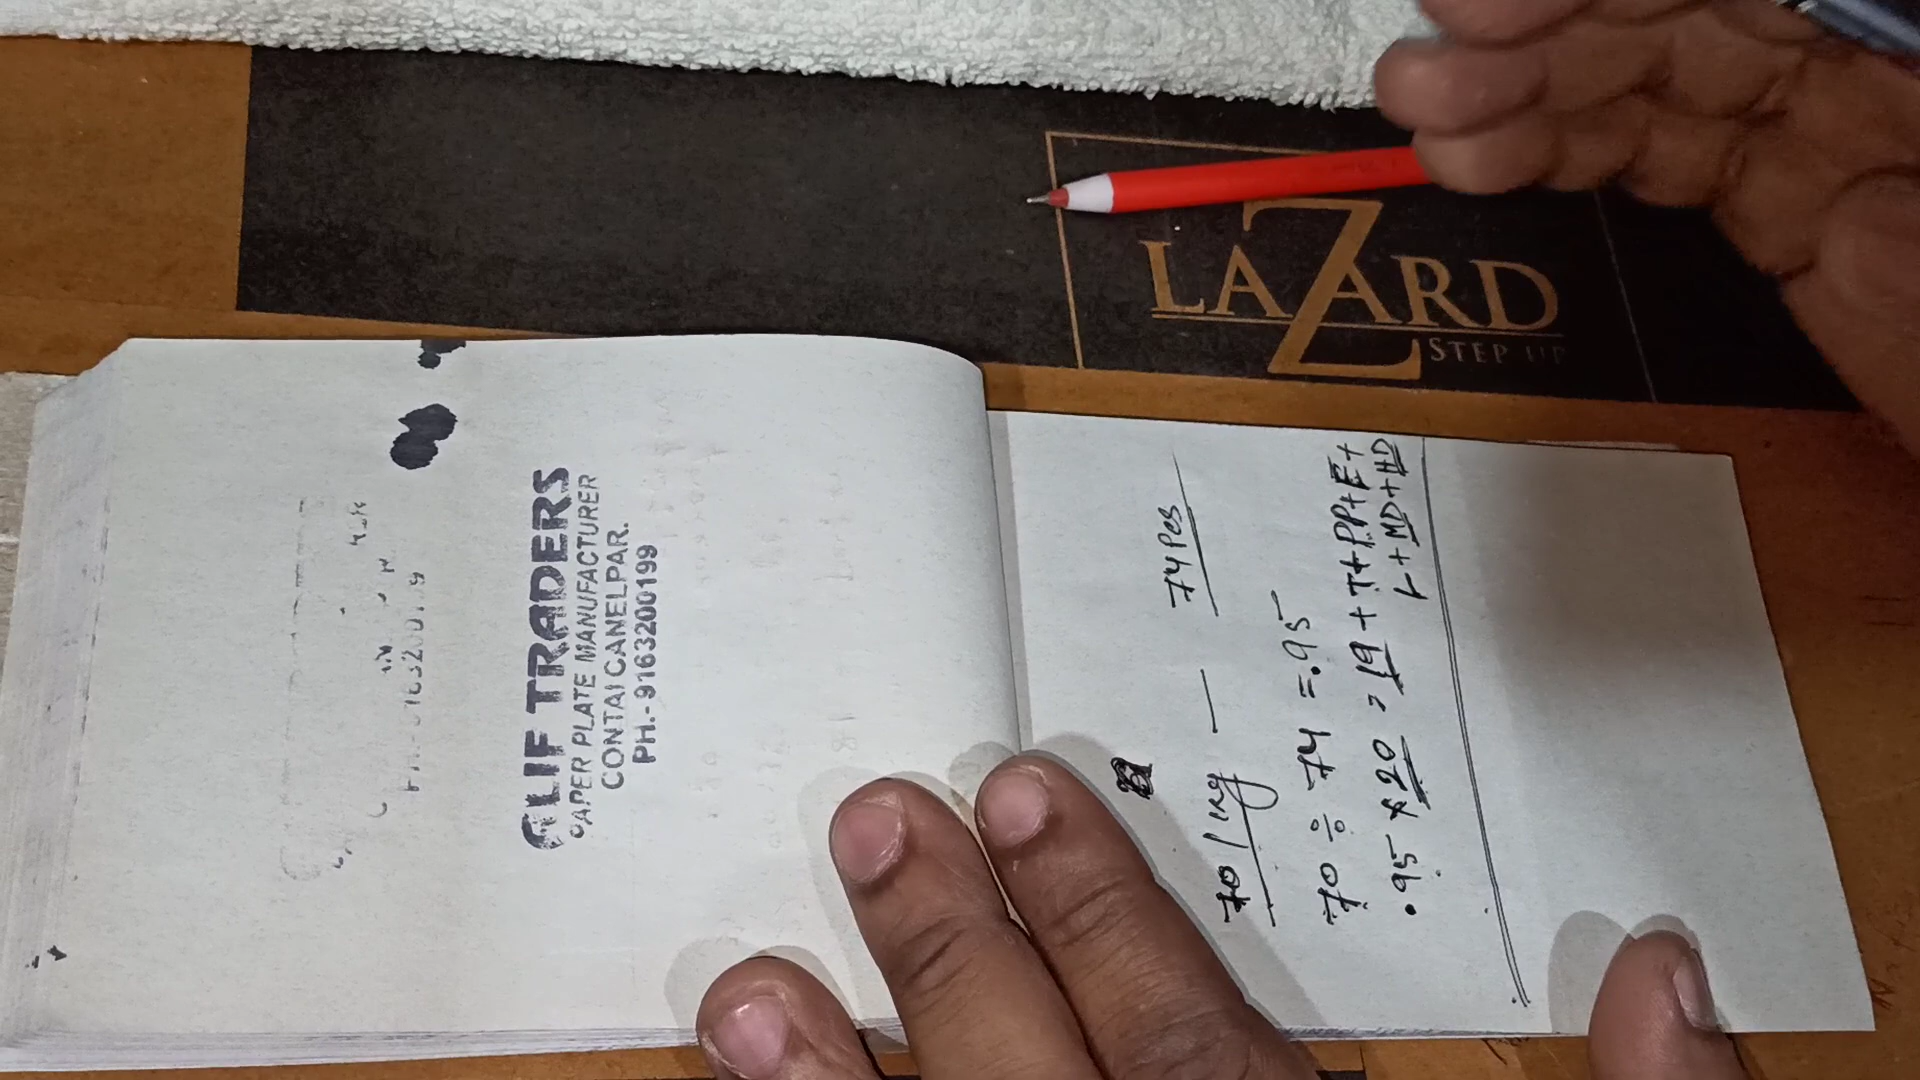 LAZARD
STEP UP
ALIF TRADERS
PAPER PLATE MANUFACTURER
CONTAI CANELPAR.
PH.- 9163200199
70/kg — 74 Pcs
70 ÷ 74 = .95
.95 x 20 = 19 + T + PP + E +
L + MD + HD